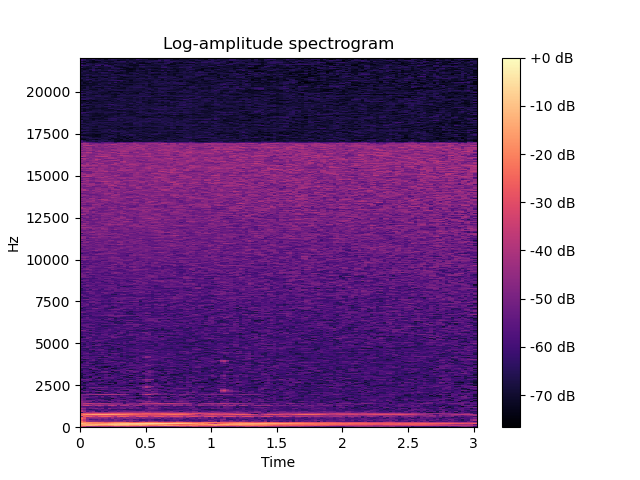 Log-amplitude spectrogram
Hz
20000
17500
15000
12500
10000
7500
5000
2500
0
0 0.5 1 1.5 2 2.5 3
Time
+0 dB
-10 dB
-20 dB
-30 dB
-40 dB
-50 dB
-60 dB
-70 dB